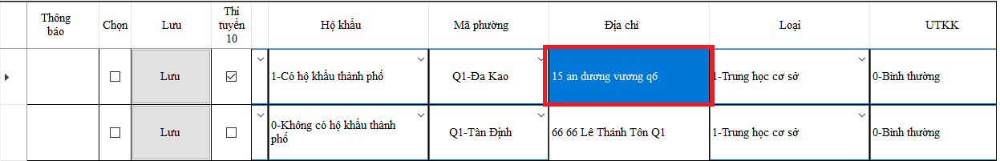 Thông báo
Chọn
Lưu
Thi tuyển 10
Hộ khẩu
Mã phường
Địa chỉ
Loại
UTKK
Lưu
1-Có hộ khẩu thành phố
Q1-Đa Kao
15 an dương vương q6
1-Trung học cơ sở
0-Bình thường
Lưu
0-Không có hộ khẩu thành
phố
Q1-Tân Định
66 66 Lê Thánh Tôn Q1
1-Trung học cơ sở
0-Bình thường